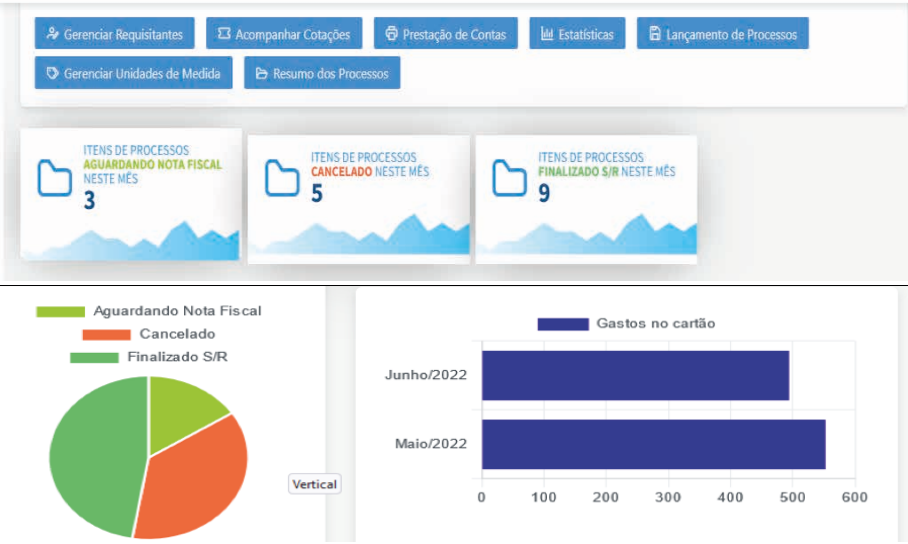 Gerenciar Requisitantes
Acompanhar Cotações
Prestação de Contas
Estatísticas
Lançamento de Processos
Gerenciar Unidades de Medida
Resumo dos Processos
ITENS DE PROCESSOS
AGUARDANDO NOTA FISCAL
NESTE MÊS
3
ITENS DE PROCESSOS
CANCELADO NESTE MÊS
5
ITENS DE PROCESSOS
FINALIZADO S/R NESTE MÊS
9
Aguardando Nota Fiscal
Cancelado
Finalizado S/R
Vertical
Gastos no cartão
Junho/2022
Maio/2022
0 100 200 300 400 500 600